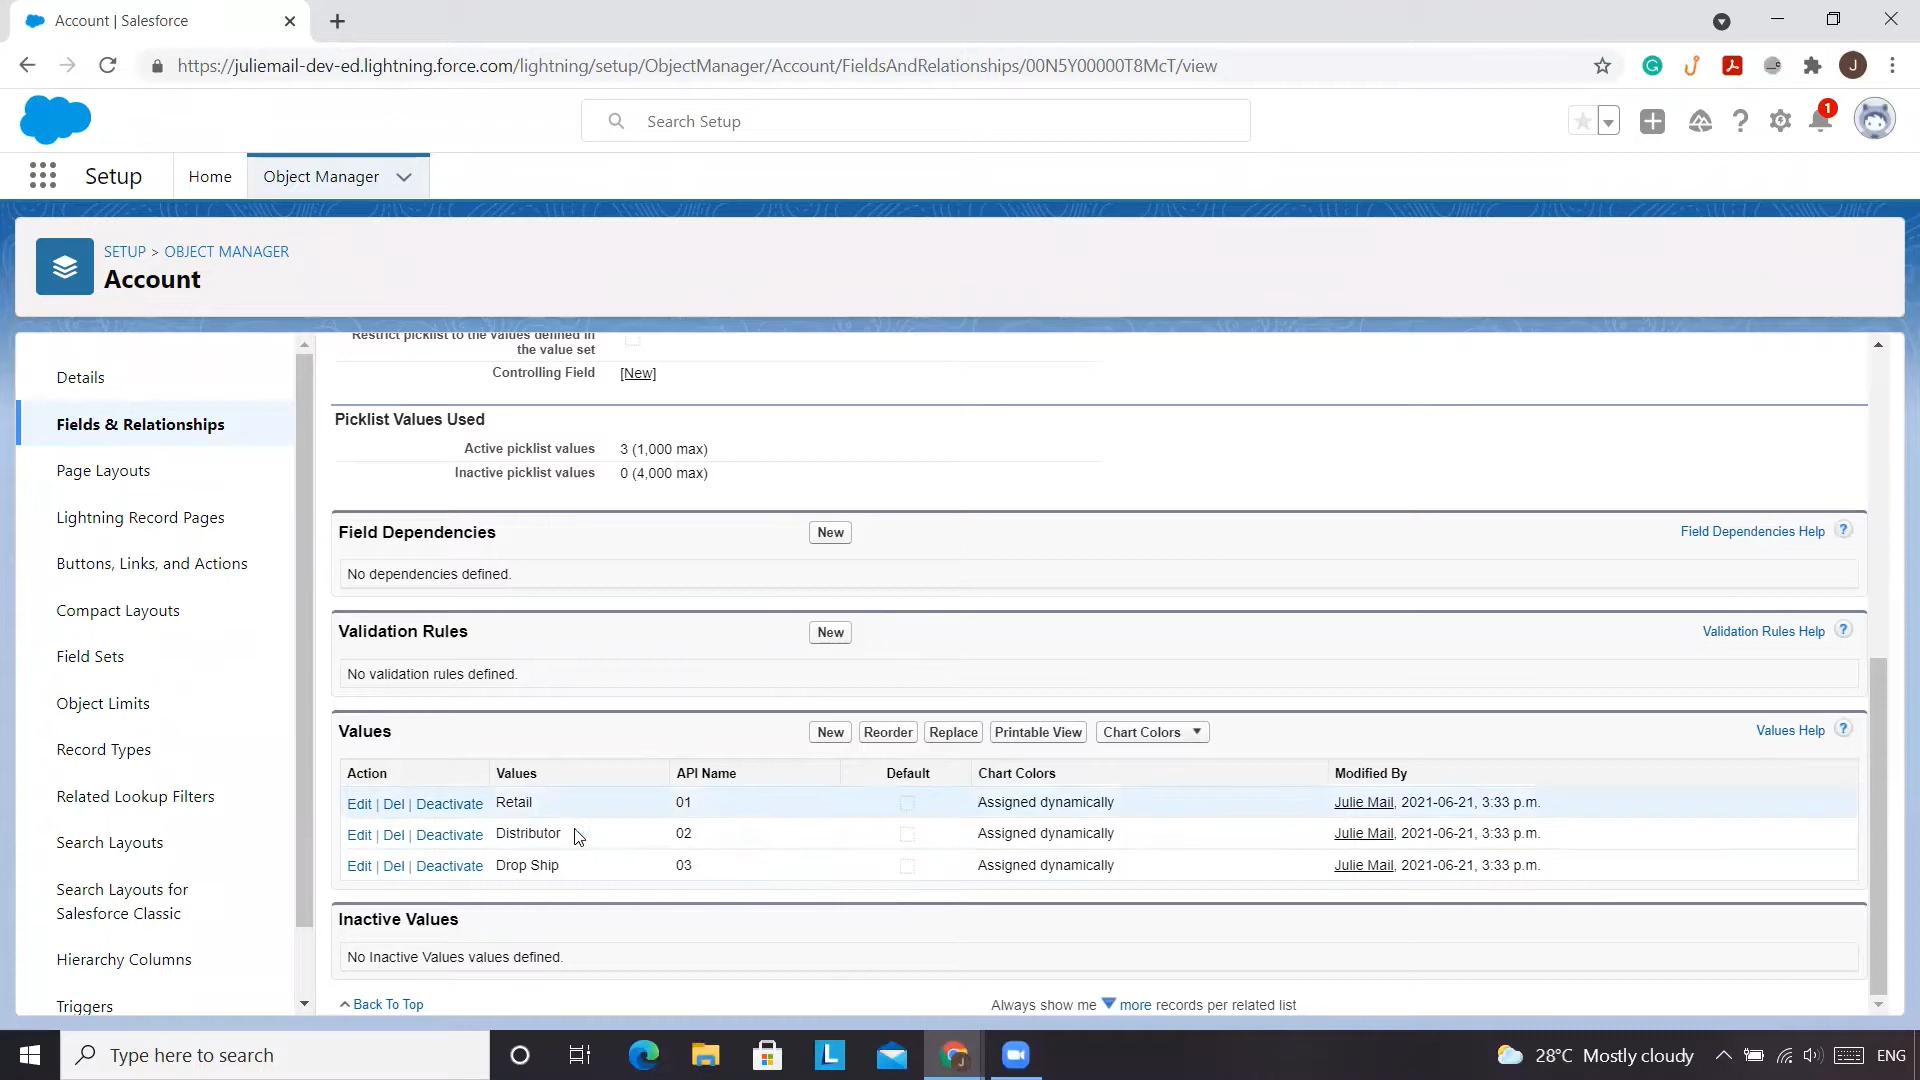 Account | Salesforce
https://juliemail-dev-ed.lightning.force.com/lightning/setup/ObjectManager/Account/FieldsAndRelationships/00N5Y00000T8McT/view
J
Search Setup
1
Setup
Home
Object Manager
SETUP > OBJECT MANAGER
Account
Details
Fields & Relationships
Page Layouts
Lightning Record Pages
Buttons, Links, and Actions
Compact Layouts
Field Sets
Object Limits
Record Types
Related Lookup Filters
Search Layouts
Search Layouts for
Salesforce Classic
Hierarchy Columns
Triggers
Restrict picklist to the values defined in
the value set
Controlling Field [New]
Picklist Values Used
Active picklist values 3 (1,000 max)
Inactive picklist values 0 (4,000 max)
Field Dependencies New Field Dependencies Help ?
No dependencies defined.
Validation Rules New Validation Rules Help ?
No validation rules defined.
Values New Reorder Replace Printable View Chart Colors Values Help ?
Action Values API Name Default Chart Colors Modified By
Edit | Del | Deactivate Retail 01 Assigned dynamically Julie Mail, 2021-06-21, 3:33 p.m.
Edit | Del | Deactivate Distributor 02 Assigned dynamically Julie Mail, 2021-06-21, 3:33 p.m.
Edit | Del | Deactivate Drop Ship 03 Assigned dynamically Julie Mail, 2021-06-21, 3:33 p.m.
Inactive Values
No Inactive Values values defined.
Back To Top Always show me more records per related list
Type here to search
L
28°C Mostly cloudy
ENG